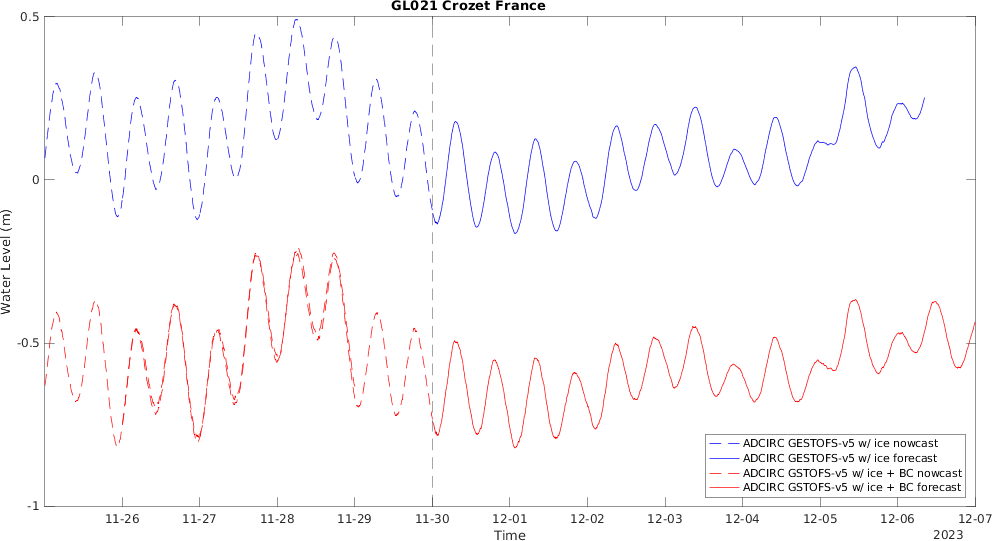 GL021 Crozet France
0.5
0
-0.5
-1
Water Level (m)
11-26
11-27
11-28
11-29
11-30
12-01
12-02
12-03
12-04
12-05
12-06
12-07
Time
2023
ADCIRC GESTOFS-v5 w/ ice nowcast
ADCIRC GESTOFS-v5 w/ ice forecast
ADCIRC GSTOFS-v5 w/ ice + BC nowcast
ADCIRC GSTOFS-v5 w/ ice + BC forecast